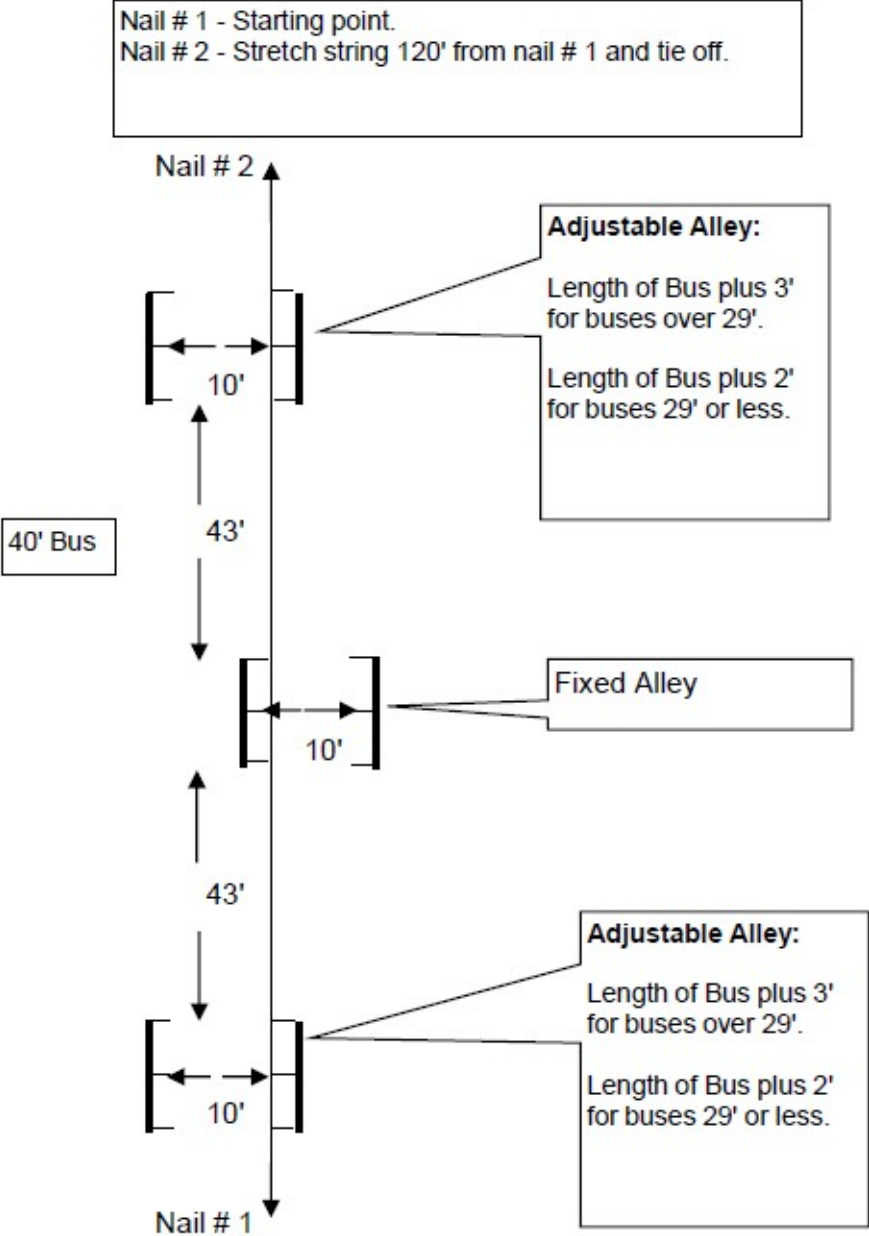 Nail # 1 - Starting point.
Nail # 2 - Stretch string 120' from nail # 1 and tie off.
Nail # 2
Adjustable Alley:
Length of Bus plus 3'
for buses over 29'.
Length of Bus plus 2'
for buses 29' or less.
10'
43'
40' Bus
Fixed Alley
10'
43'
Adjustable Alley:
Length of Bus plus 3'
for buses over 29'.
Length of Bus plus 2'
for buses 29' or less.
10'
Nail # 1